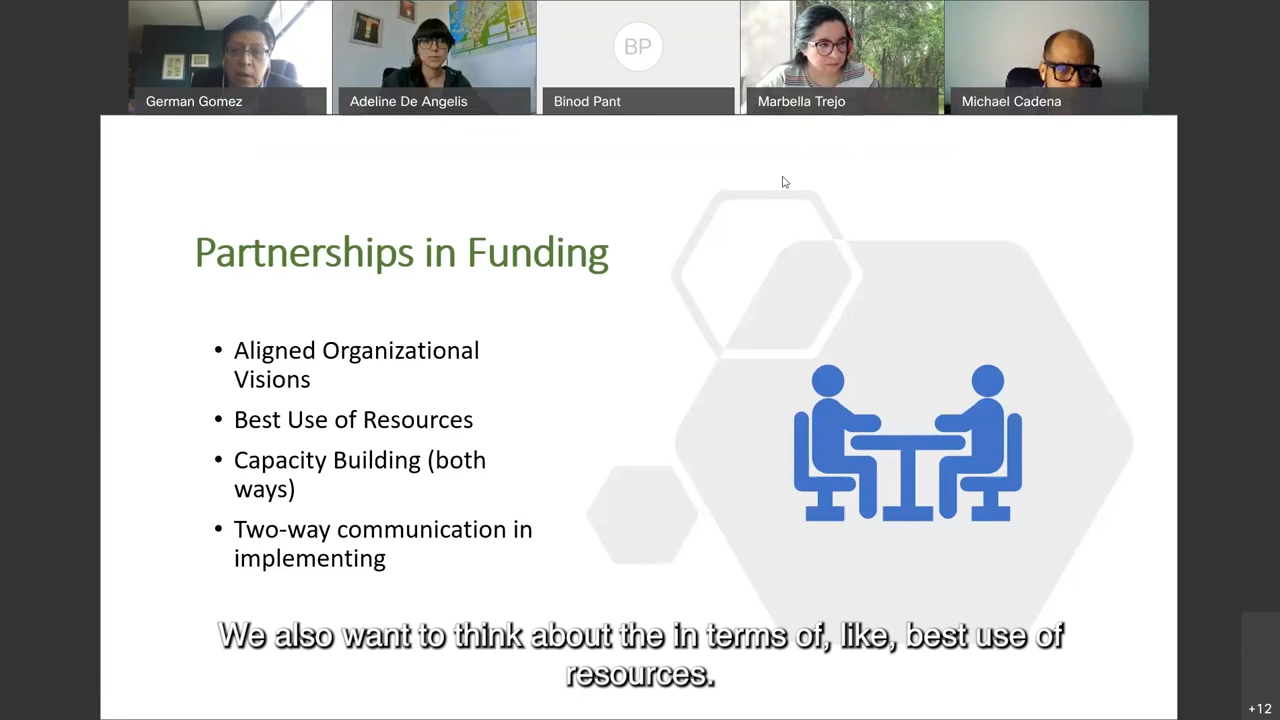 BP
German Gomez
Adeline De Angelis
Binod Pant
Marbella Trejo
Michael Cadena
Partnerships in Funding
• Aligned Organizational
Visions
• Best Use of Resources
• Capacity Building (both
ways)
• Two-way communication in
implementing
We also want to think about the in terms of, like, best use of
resources.
+12